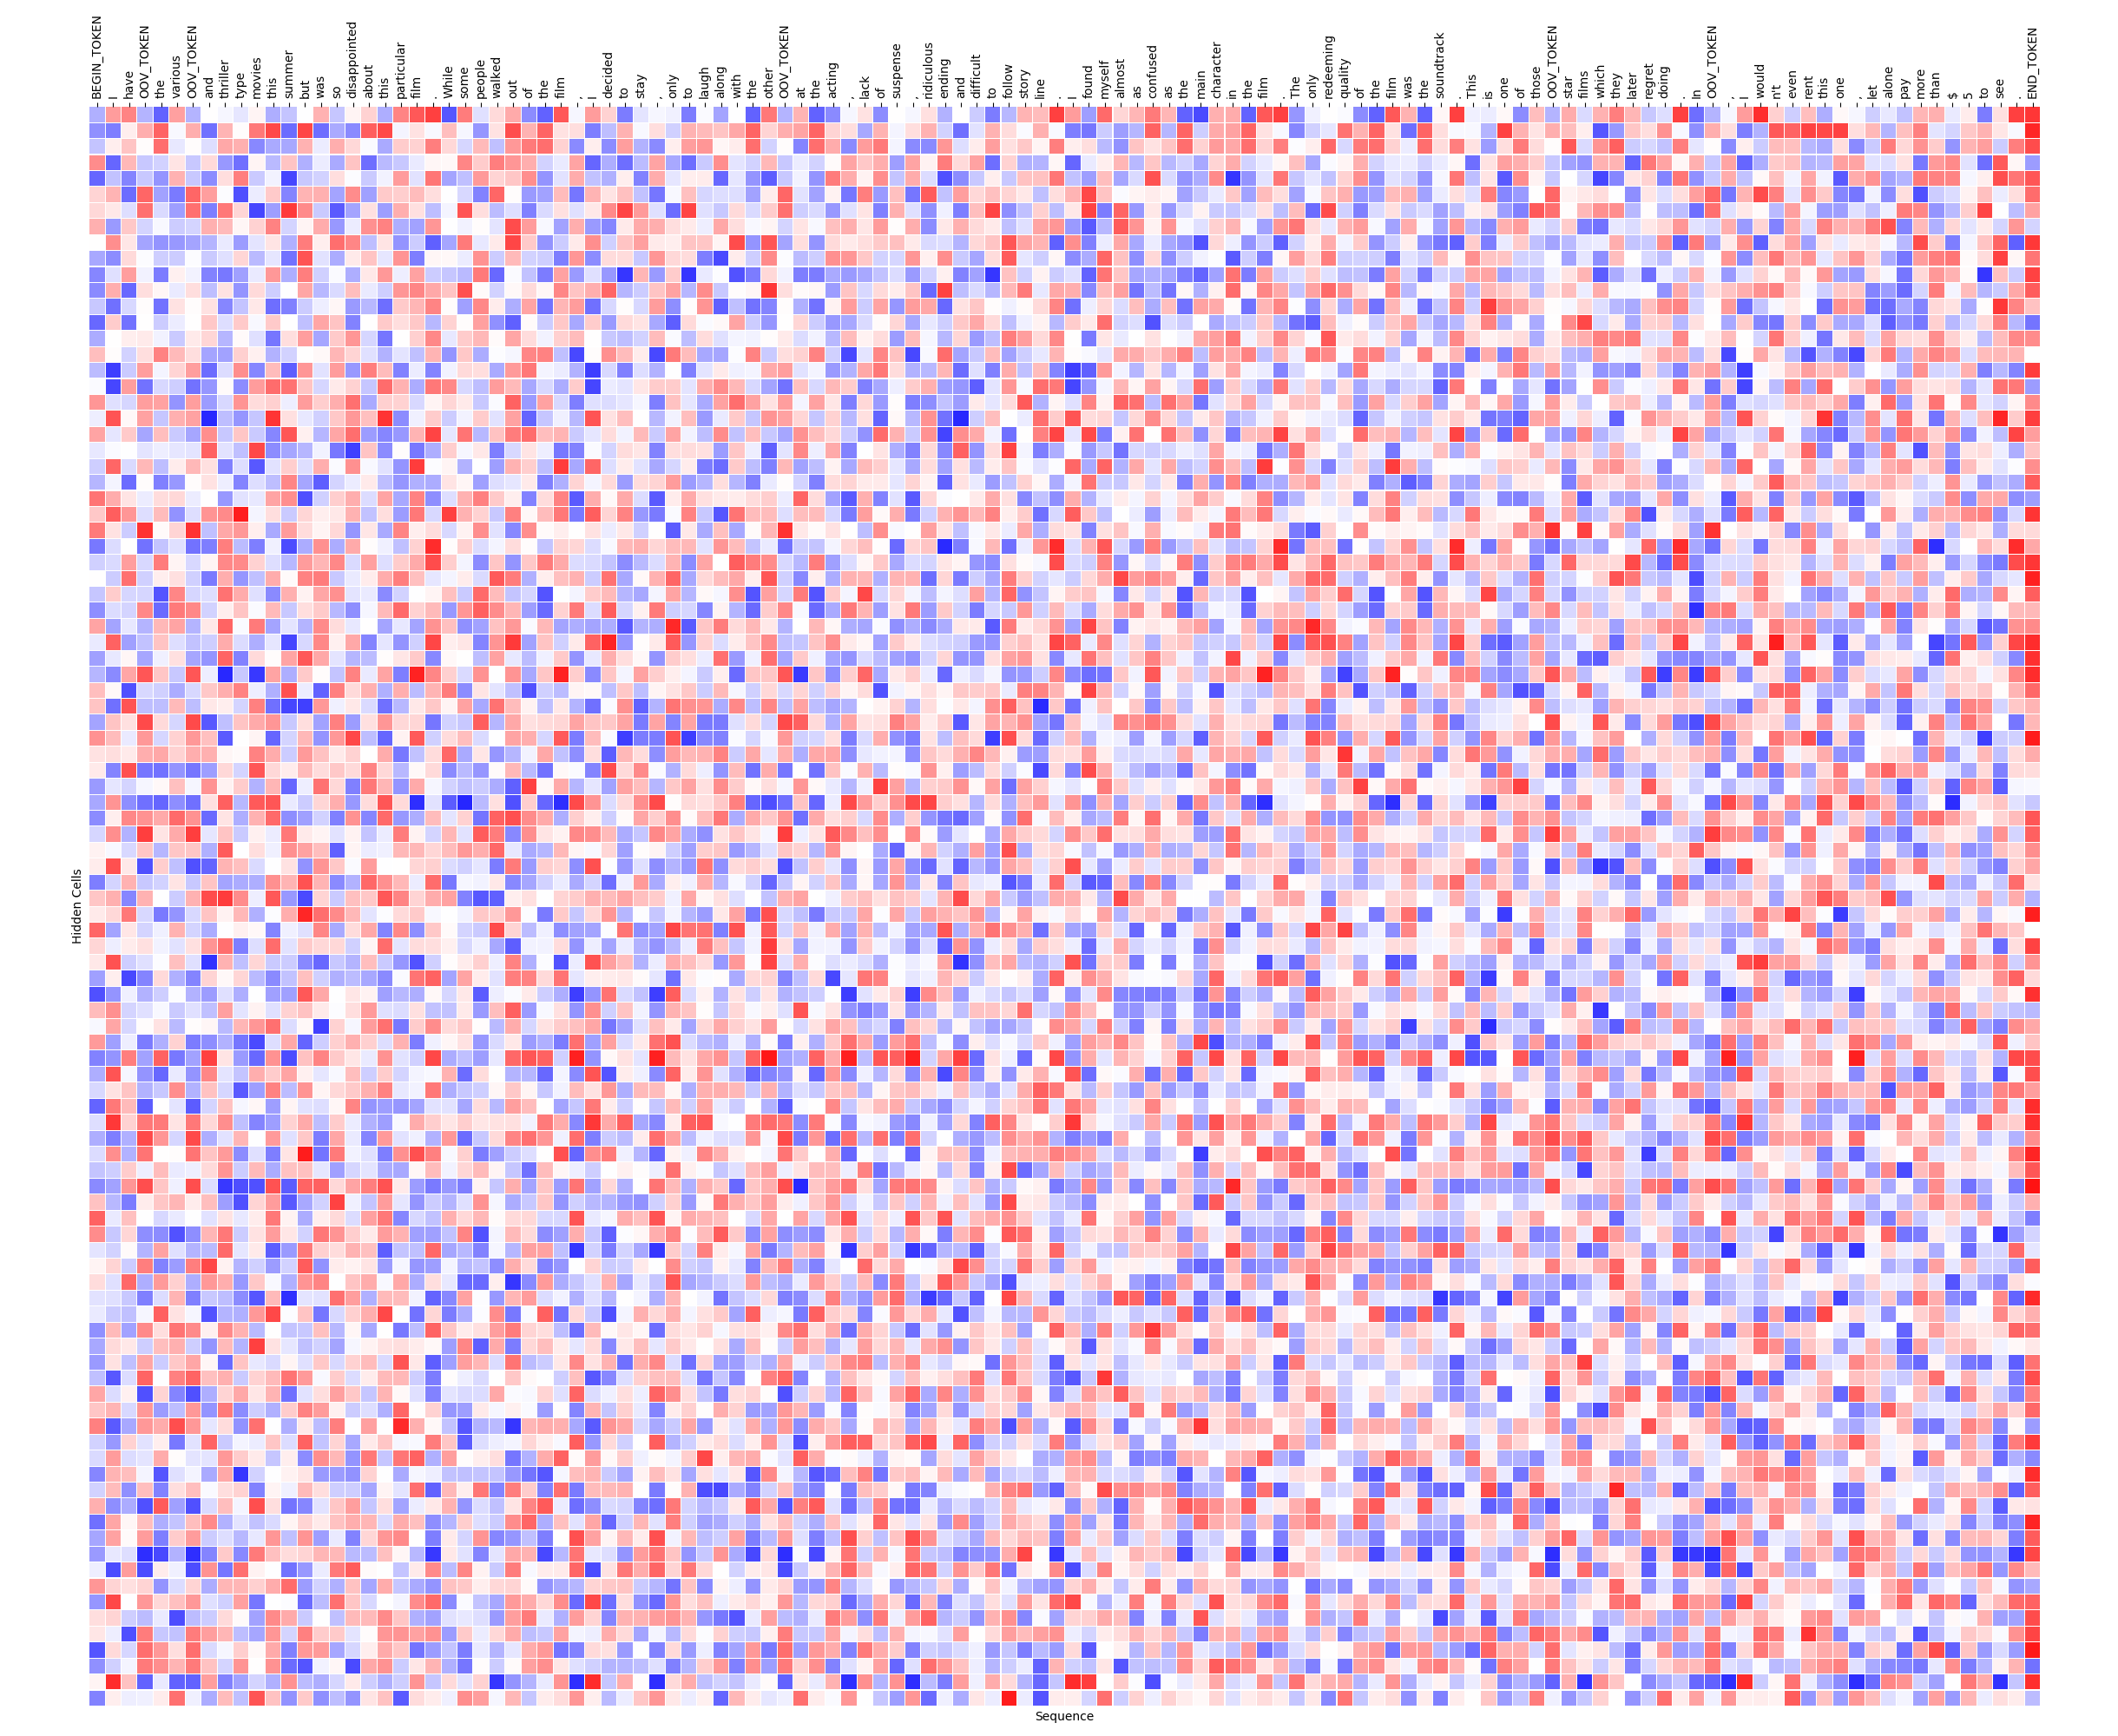 BEGIN_TOKEN I have OOV_TOKEN the various OOV_TOKEN and thriller type movies this summer but was so disappointed about this particular film . While some people walked out of the film , I decided to stay , only to laugh along with the other OOV_TOKEN at the acting , lack of suspense , ridiculous ending and difficult to follow story line . I found myself almost as confused as the main character in the film . The only redeeming quality of the film was the soundtrack . This is one of those OOV_TOKEN star films which they later regret doing . In OOV_TOKEN , I would n't even rent this one , let alone pay more than $ 5 to see . END_TOKEN
Hidden Cells
Sequence